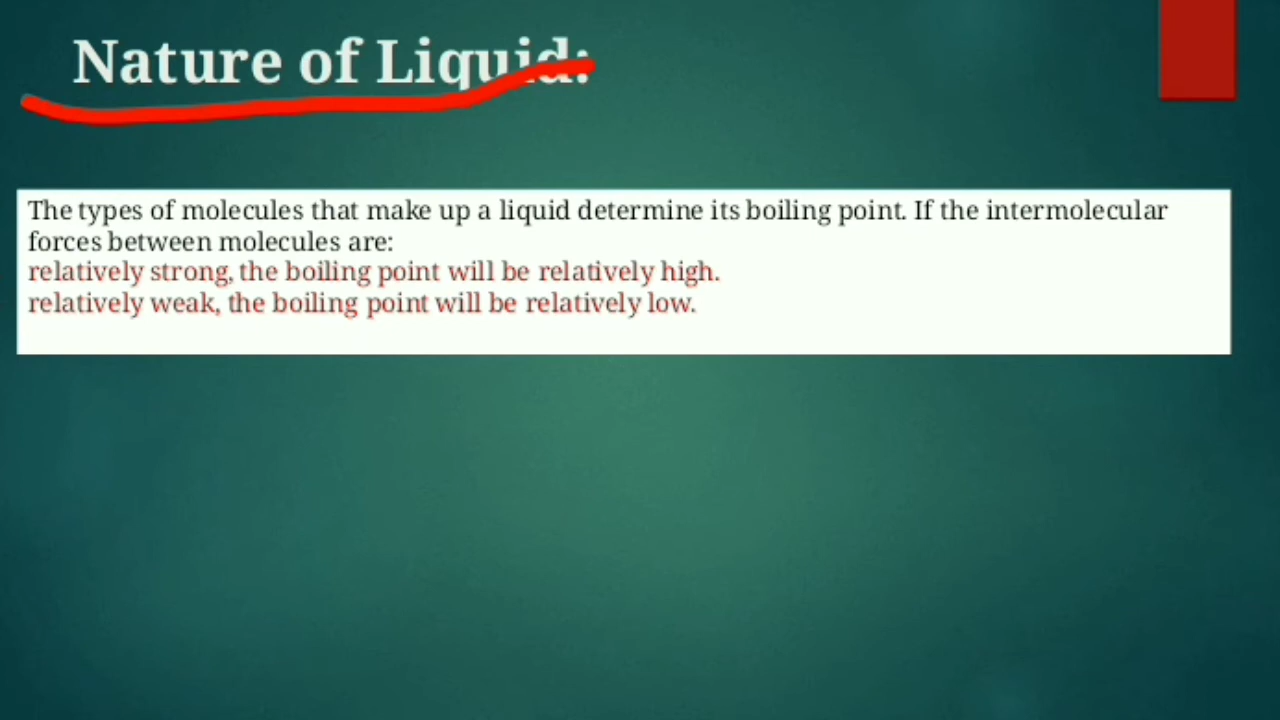 Nature of Liquid:
The types of molecules that make up a liquid determine its boiling point. If the intermolecular
forces between molecules are:
relatively strong, the boiling point will be relatively high.
relatively weak, the boiling point will be relatively low.